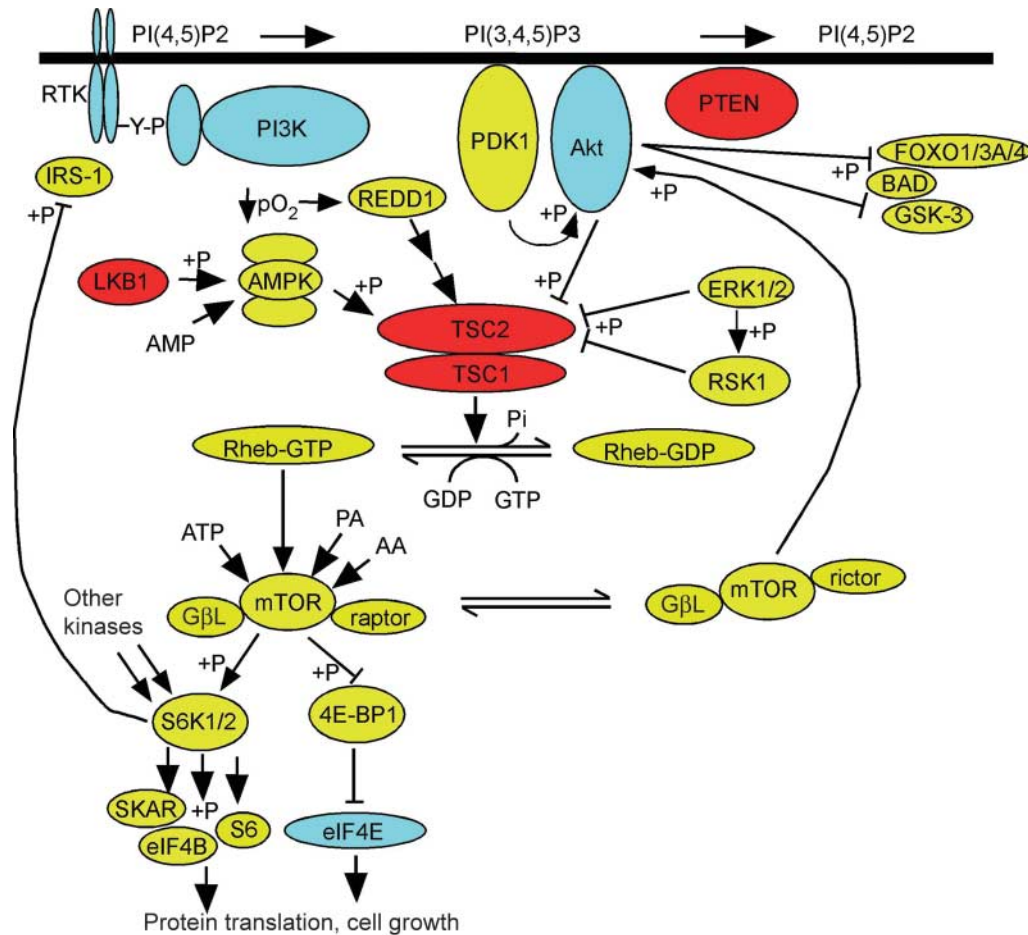 PI(4,5)P2 PI(3,4,5)P3 PI(4,5)P2
RTK
Y-P
PI3K
PDK1
Akt
PTEN
FOXO1/3A/4
+P
BAD
GSK-3
IRS-1
+P
pO2
REDD1
+P
+P
LKB1
+P
AMPK
+P
AMP
+P
TSC2
TSC1
+P
ERK1/2
+P
RSK1
Pi
Rheb-GTP
Rheb-GDP
GDP GTP
ATP
PA
AA
GβL
mTOR
raptor
GβL
mTOR
rictor
Other
kinases
+P
+P
S6K1/2
4E-BP1
SKAR
+P
S6
eIF4B
eIF4E
Protein translation, cell growth